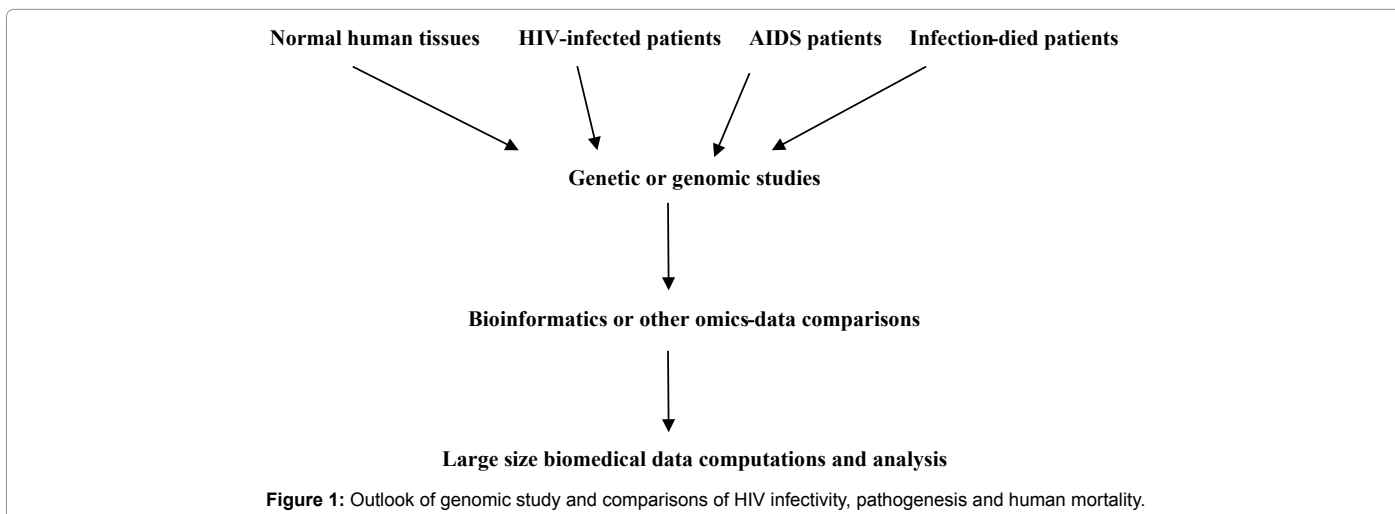 Normal human tissues HIV-infected patients AIDS patients Infection-died patients
Genetic or genomic studies
Bioinformatics or other omics-data comparisons
Large size biomedical data computations and analysis
Figure 1: Outlook of genomic study and comparisons of HIV infectivity, pathogenesis and human mortality.